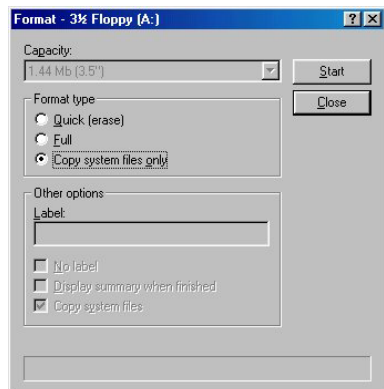 Format - 3½ Floppy (A:)
Capacity:
1.44 Mb (3.5")
Start
Format type
Close
Quick (erase)
Full
Copy system files only
Other options
Label:
No label
Display summary when finished
Copy system files